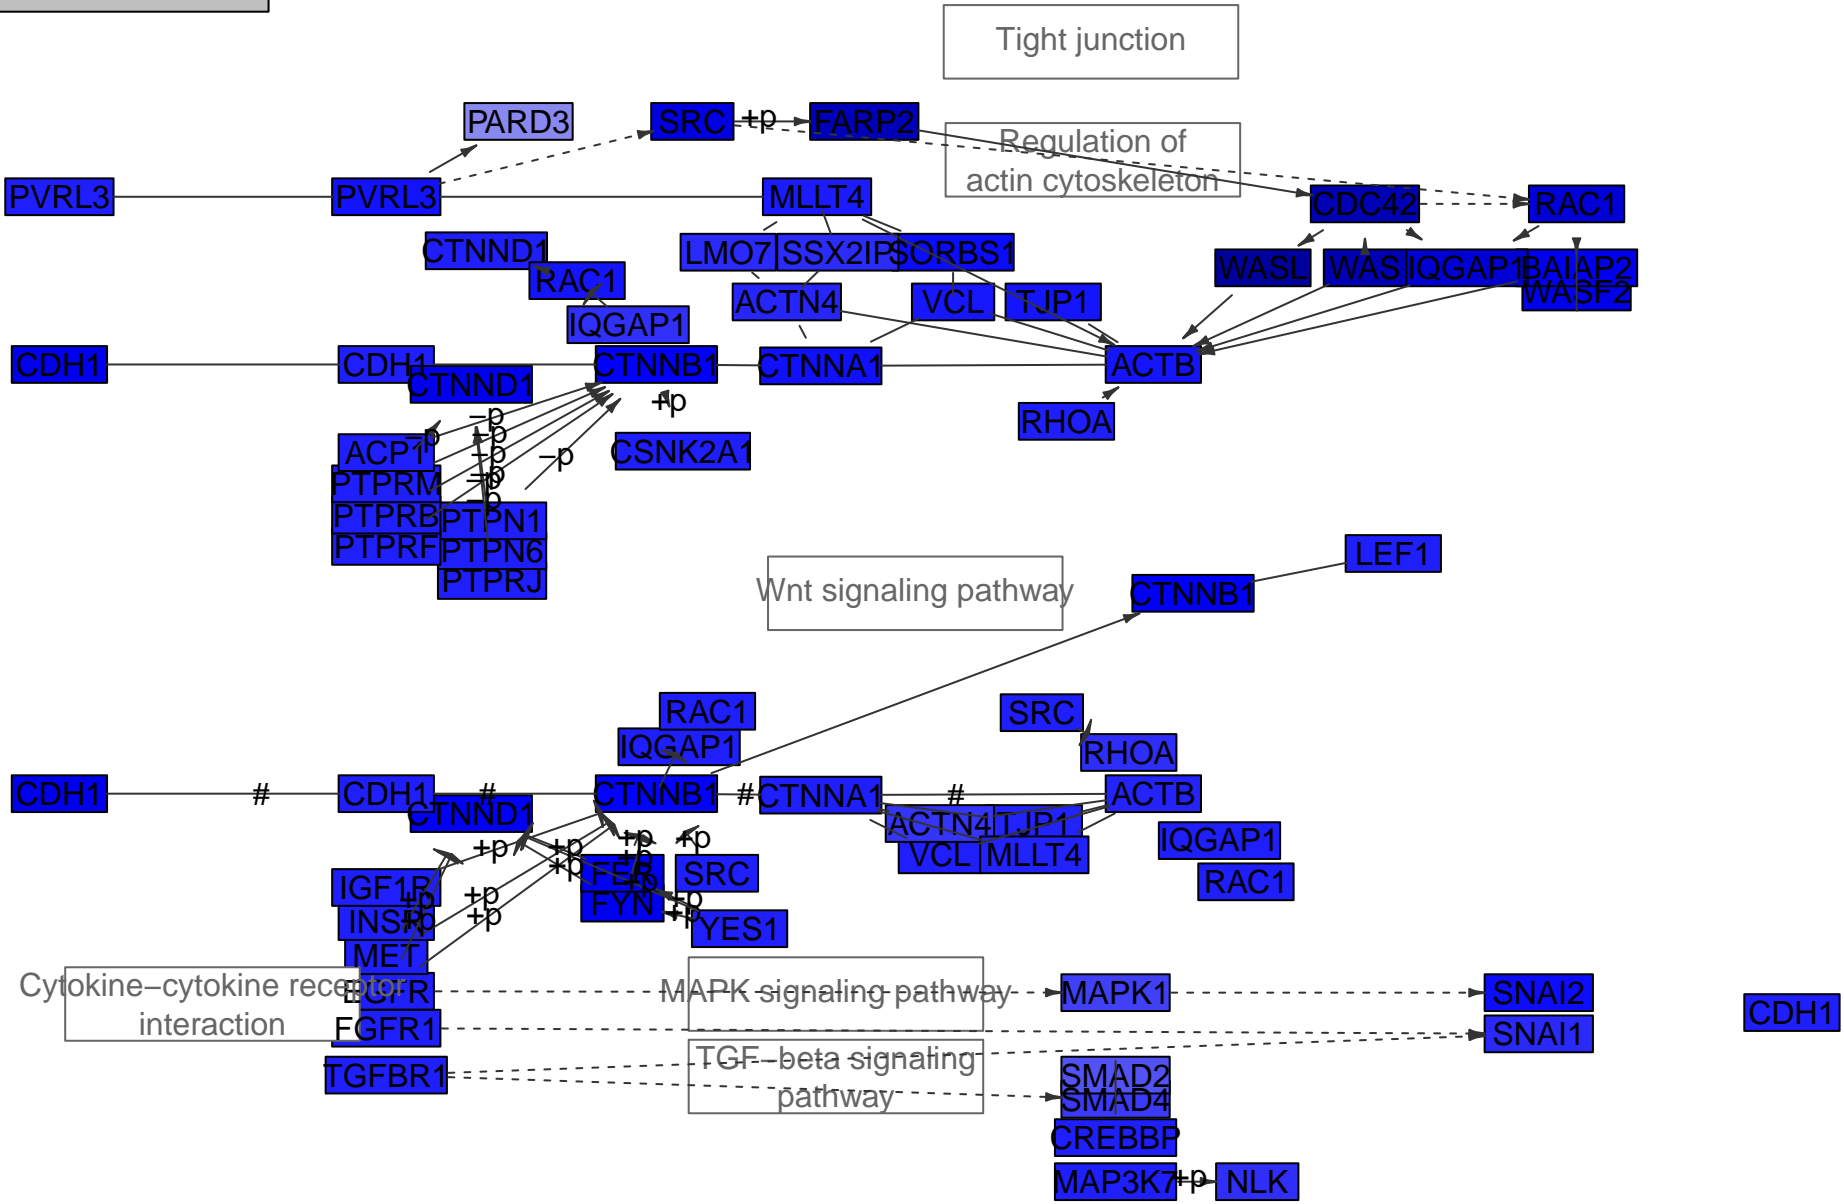 Tight junction
PARD3
SRC
+p
FARP2
Regulation of
actin cytoskeleton
PVRL3
PVRL3
MLLT4
CDC42
RAC1
CTNND1
LMO7
SSX2IP
SORBS1
RAC1
WASL
WAS
IQGAP1
BAIAP2
WASF2
ACTN4
VCL
TJP1
IQGAP1
CDH1
CDH1
CTNND1
CTNNB1
CTNNA1
ACTB
+p
RHOA
−p
−p
−p
−p
−p
−p
−p
−p
ACP1
CSNK2A1
PTPRM
PTPRB
PTPN1
PTPRF
PTPN6
PTPRJ
LEF1
Wnt signaling pathway
CTNNB1
RAC1
SRC
IQGAP1
RHOA
CDH1
#
CDH1
#
CTNND1
CTNNB1
#
CTNNA1
#
ACTB
ACTN4
TJP1
VCL
MLLT4
IQGAP1
RAC1
+p
+p
+p
+p
+p
+p
IGF1R
FER
+p
SRC
+p
+p
+p
+p
INSR
+p
FYN
+p
+p
YES1
MET
Cytokine−cytokine receptor
interaction
EGFR
MAPK signaling pathway
MAPK1
SNAI2
CDH1
FGFR1
SNAI1
TGF−beta signaling
pathway
TGFBR1
SMAD2
SMAD4
CREBBP
MAP3K7
+p
NLK